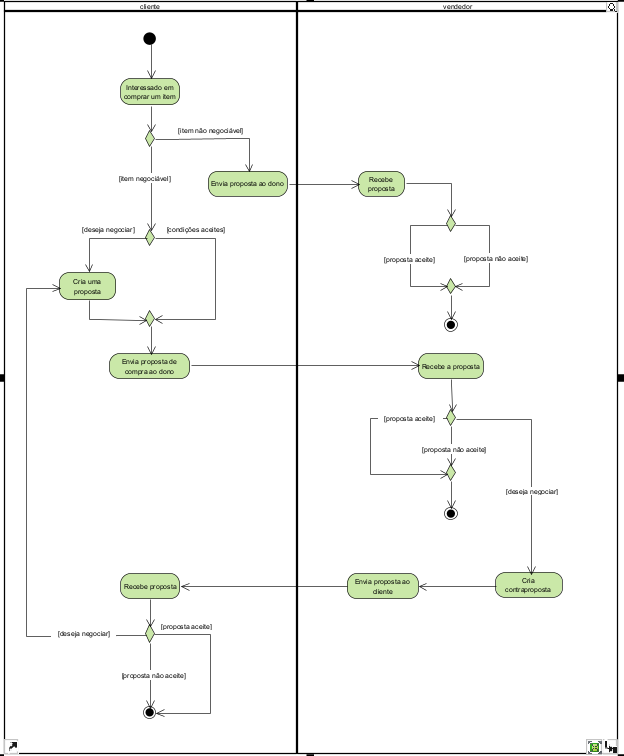 cliente
vendedor
Interessado em
comprar um item
[item não negociável]
[item negociável]
Envia proposta ao dono
Recebe
proposta
[deseja negociar]
[condições aceites]
[proposta aceite]
[proposta não aceite]
Cria uma
proposta
Envia proposta de
compra ao dono
Recebe a proposta
[proposta aceite]
[proposta não aceite]
[deseja negociar]
Recebe proposta
Envia proposta ao
cliente
Cria
contraproposta
[proposta aceite]
[deseja negociar]
[proposta não aceite]